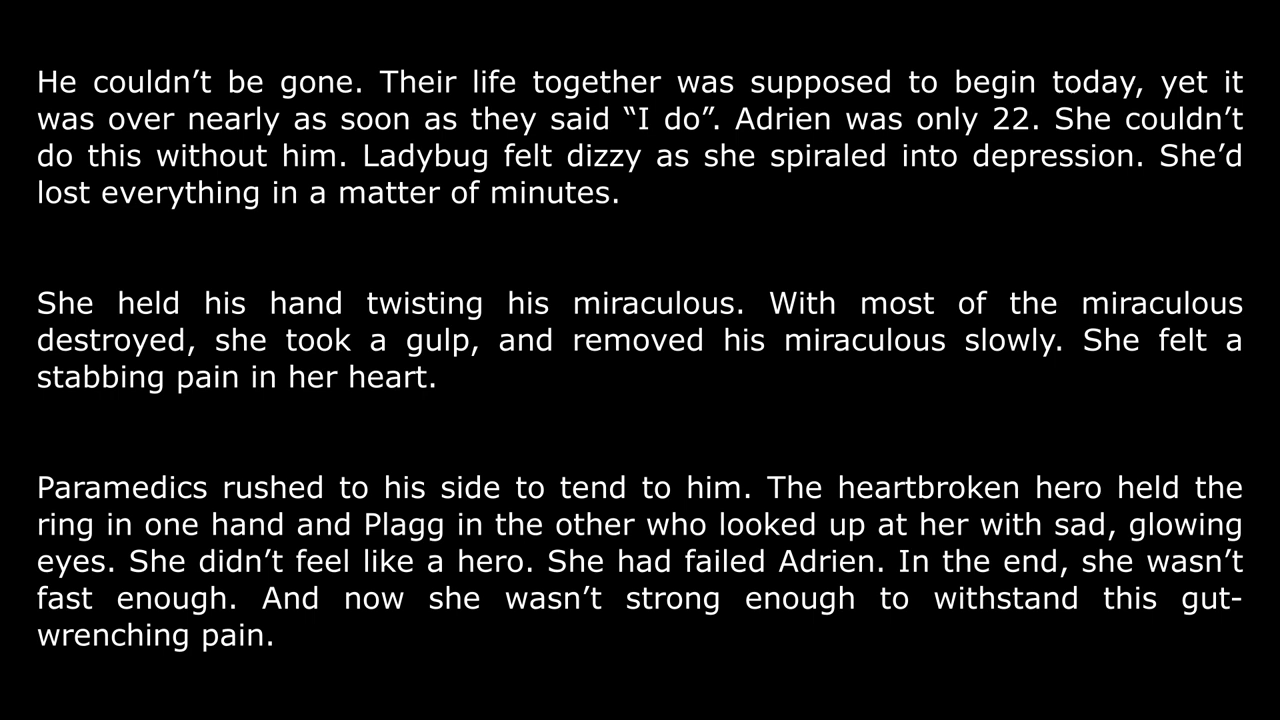 He couldn’t be gone. Their life together was supposed to begin today, yet it
was over nearly as soon as they said “I do”. Adrien was only 22. She couldn’t
do this without him. Ladybug felt dizzy as she spiraled into depression. She’d
lost everything in a matter of minutes.
She held his hand twisting his miraculous. With most of the miraculous
destroyed, she took a gulp, and removed his miraculous slowly. She felt a
stabbing pain in her heart.
Paramedics rushed to his side to tend to him. The heartbroken hero held the
ring in one hand and Plagg in the other who looked up at her with sad, glowing
eyes. She didn’t feel like a hero. She had failed Adrien. In the end, she wasn’t
fast enough. And now she wasn’t strong enough to withstand this gut-
wrenching pain.